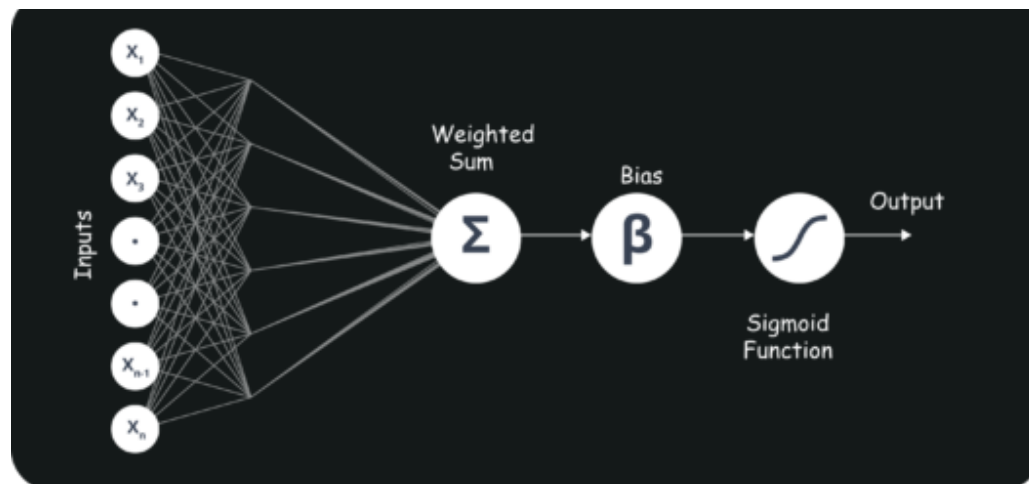 X₁
X₂
X₃
Inputs
•
•
Xₙ₋₁
Xₙ
Weighted
Sum
Σ
Bias
β
Sigmoid
Function
Output